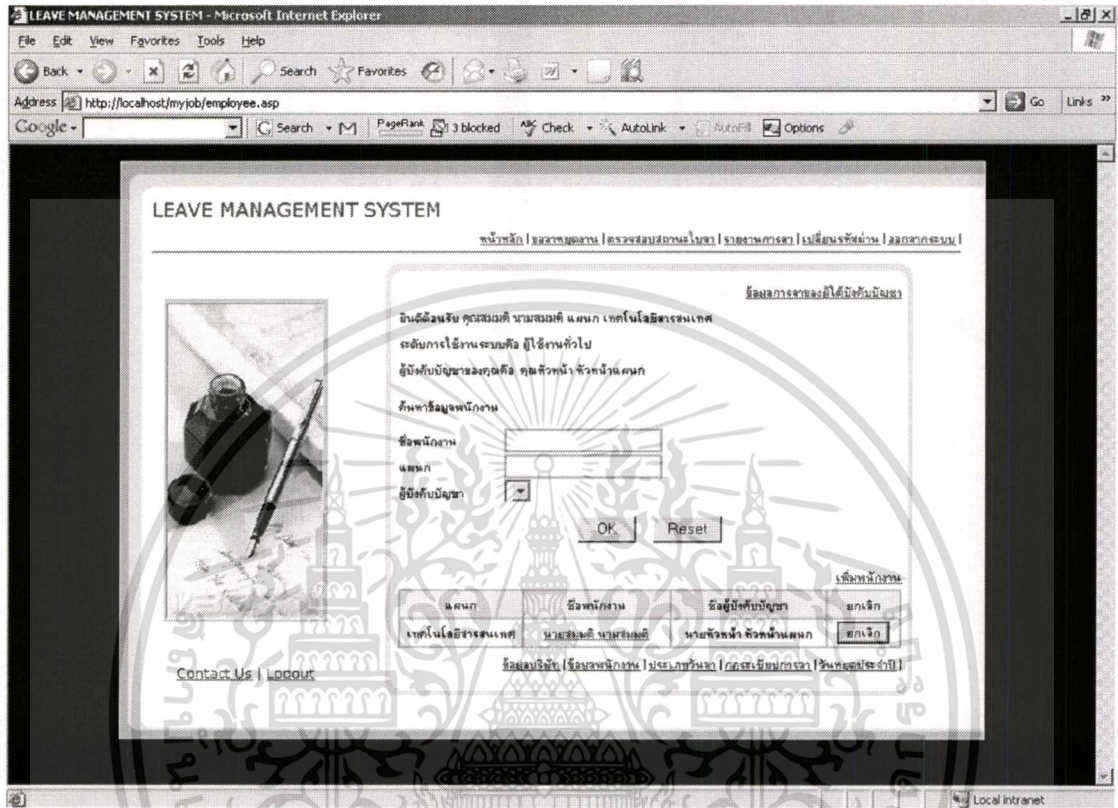 LEAVE MANAGEMENT SYSTEM - Microsoft Internet Explorer
File Edit View Favorites Tools Help
Back Search Favorites
Address http://localhost/myjob/employee.asp Go Links »
Google Search PageRank 3 blocked Check AutoLink AutoFill Options
LEAVE MANAGEMENT SYSTEM
หน้าหลัก | ขอลาหยุดงาน | ตรวจสอบสถานะใบลา | รายงานการลา | เปลี่ยนรหัสผ่าน | ออกจากระบบ |
ข้อมูลการลาของผู้ใต้บังคับบัญชา
ยินดีต้อนรับ คุณสมมติ นามสมมติ แผนก เทคโนโลยีสารสนเทศ
ระดับการใช้งานระบบคือ ผู้ใช้งานทั่วไป
ผู้บังคับบัญชาของคุณคือ คุณหัวหน้า หัวหน้าแผนก
ค้นหาข้อมูลพนักงาน
ชื่อพนักงาน
แผนก
ผู้บังคับบัญชา
OK Reset
เพิ่มพนักงาน
แผนก ชื่อพนักงาน ชื่อผู้บังคับบัญชา ยกเลิก
เทคโนโลยีสารสนเทศ นายสมมติ นามสมมติ นายหัวหน้า หัวหน้าแผนก ยกเลิก
ข้อมูลบริษัท | ข้อมูลพนักงาน | ประเภทวันลา | กฎระเบียบการลา | วันหยุดประจำปี |
Contact Us | Logout
Local intranet